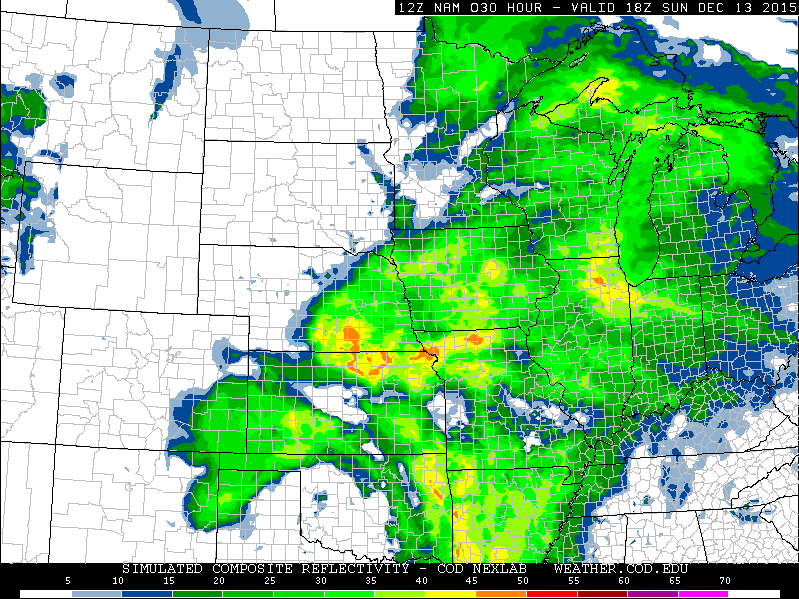 12Z NAM 030 HOUR - VALID 18Z SUN DEC 13 2015
SIMULATED COMPOSITE REFLECTIVITY - COD NEXLAB WEATHER.COD.EDU
5 10 15 20 25 30 35 40 45 50 55 60 65 70